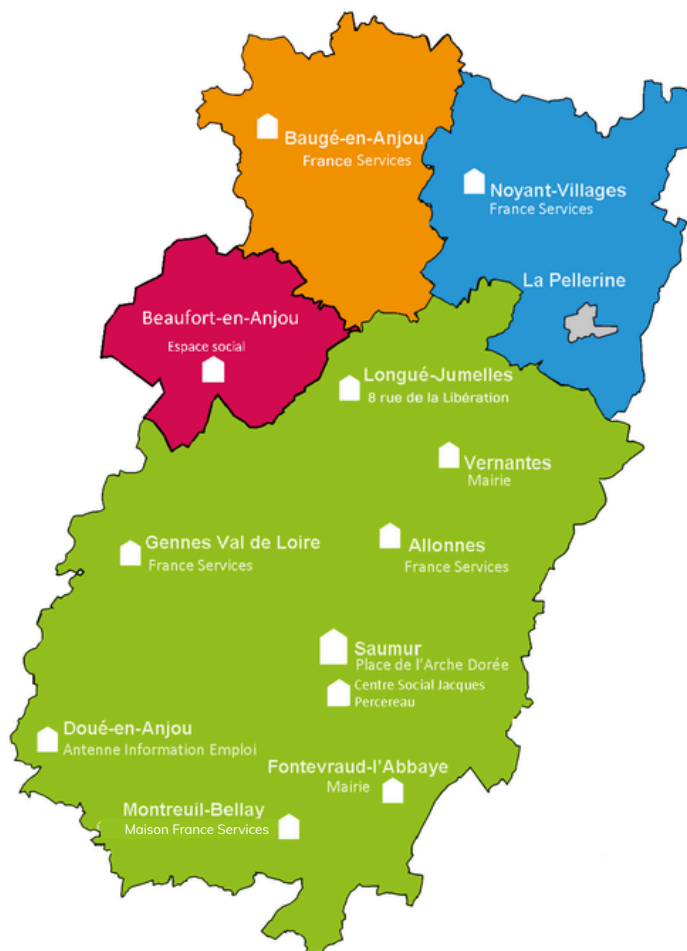 Baugé-en-Anjou
France Services
Noyant-Villages
France Services
La Pellerine
Beaufort-en-Anjou
Espace social
Longué-Jumelles
8 rue de la Libération
Vernantes
Mairie
Gennes Val de Loire
France Services
Allonnes
France Services
Saumur
Place de l'Arche Dorée
Centre Social Jacques
Percereau
Doué-en-Anjou
Antenne Information Emploi
Fontevraud-l'Abbaye
Mairie
Montreuil-Bellay
Maison France Services